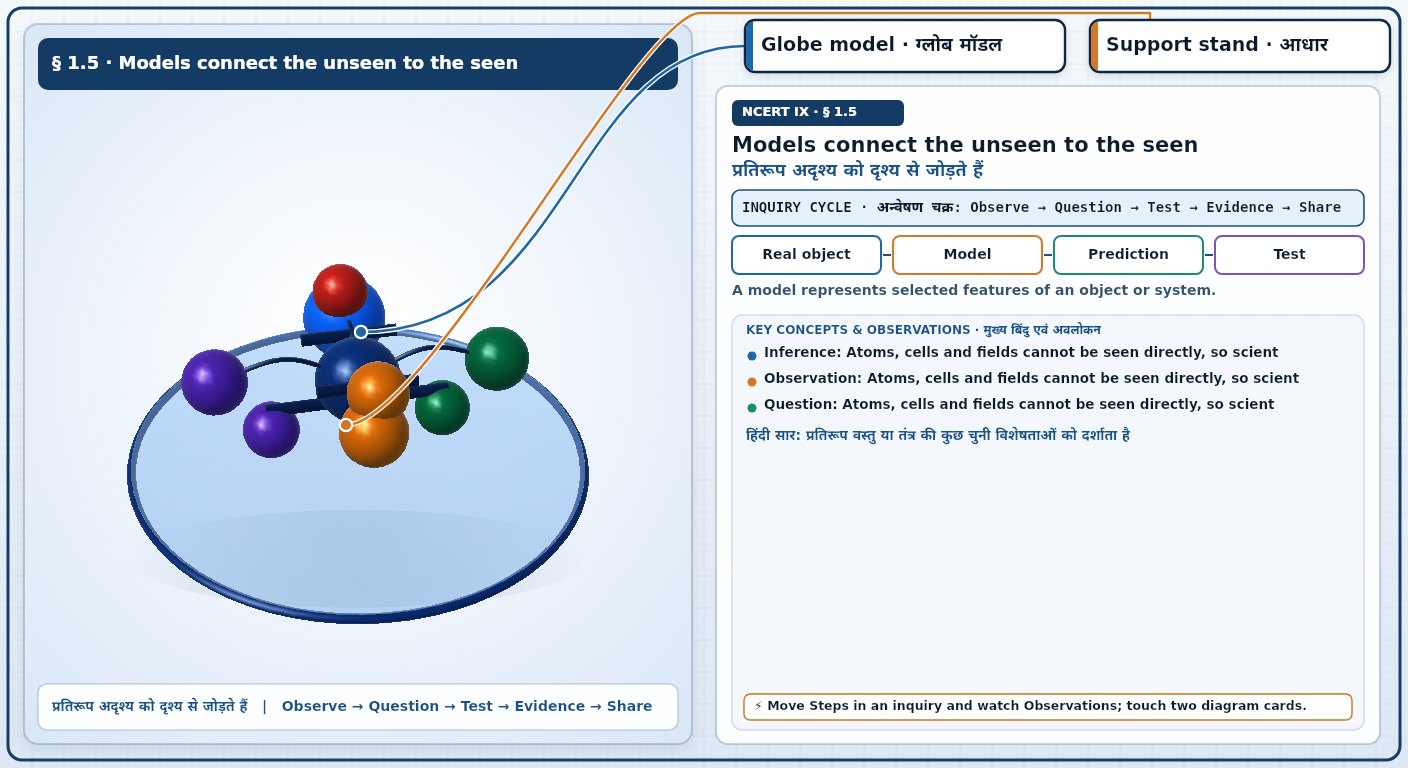 § 1.5 · Models connect the unseen to the seen
Globe model · ग्लोब मॉडल
Support stand · आधार
NCERT IX · § 1.5
Models connect the unseen to the seen
प्रतिरूप अदृश्य को दृश्य से जोड़ते हैं
INQUIRY CYCLE · अन्वेषण चक्र: Observe → Question → Test → Evidence → Share
Real object
Model
Prediction
Test
A model represents selected features of an object or system.
KEY CONCEPTS & OBSERVATIONS · मुख्य बिंदु एवं अवलोकन
Inference: Atoms, cells and fields cannot be seen directly, so scient
Observation: Atoms, cells and fields cannot be seen directly, so scient
Question: Atoms, cells and fields cannot be seen directly, so scient
हिंदी सार: प्रतिरूप वस्तु या तंत्र की कुछ चुनी विशेषताओं को दर्शाता है
⚡ Move Steps in an inquiry and watch Observations; touch two diagram cards.
प्रतिरूप अदृश्य को दृश्य से जोड़ते हैं | Observe → Question → Test → Evidence → Share